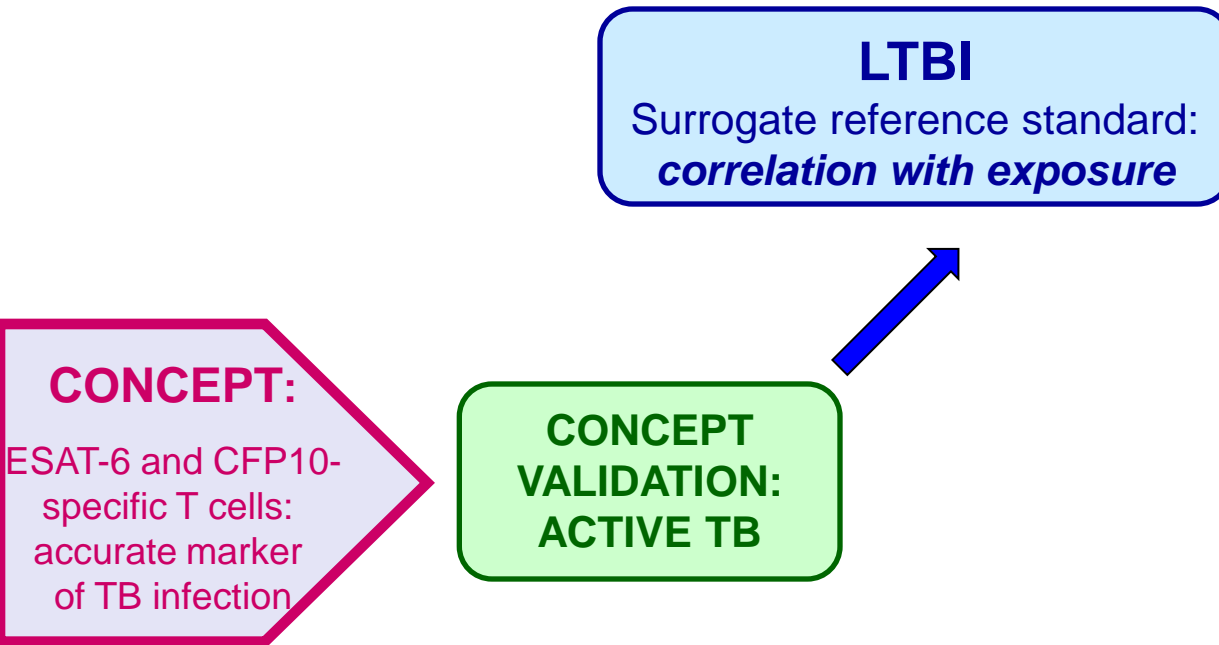 LTBI
Surrogate reference standard:
correlation with exposure
CONCEPT:
ESAT-6 and CFP10-
specific T cells:
accurate marker
of TB infection
CONCEPT
VALIDATION:
ACTIVE TB